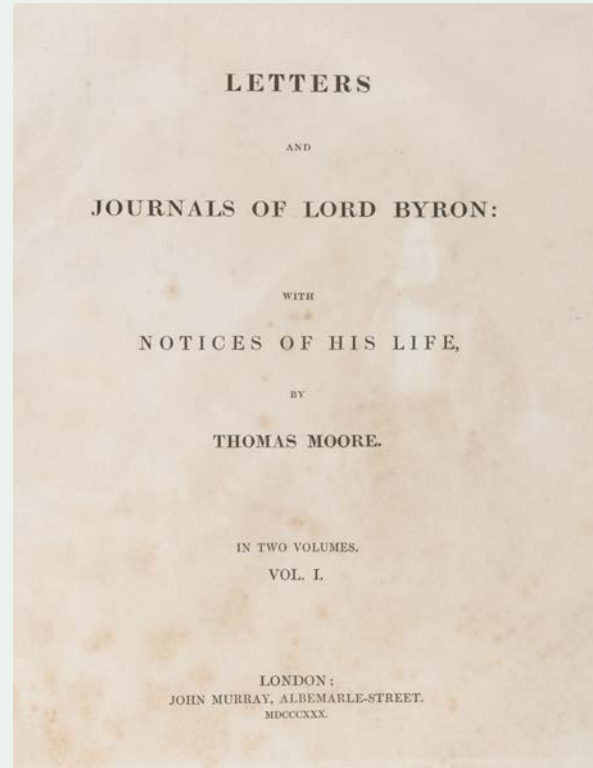 LETTERS
AND
JOURNALS OF LORD BYRON:
WITH
NOTICES OF HIS LIFE,
BY
THOMAS MOORE.
IN TWO VOLUMES.
VOL. I.
LONDON:
JOHN MURRAY, ALBEMARLE-STREET.
MDCCCXXX.